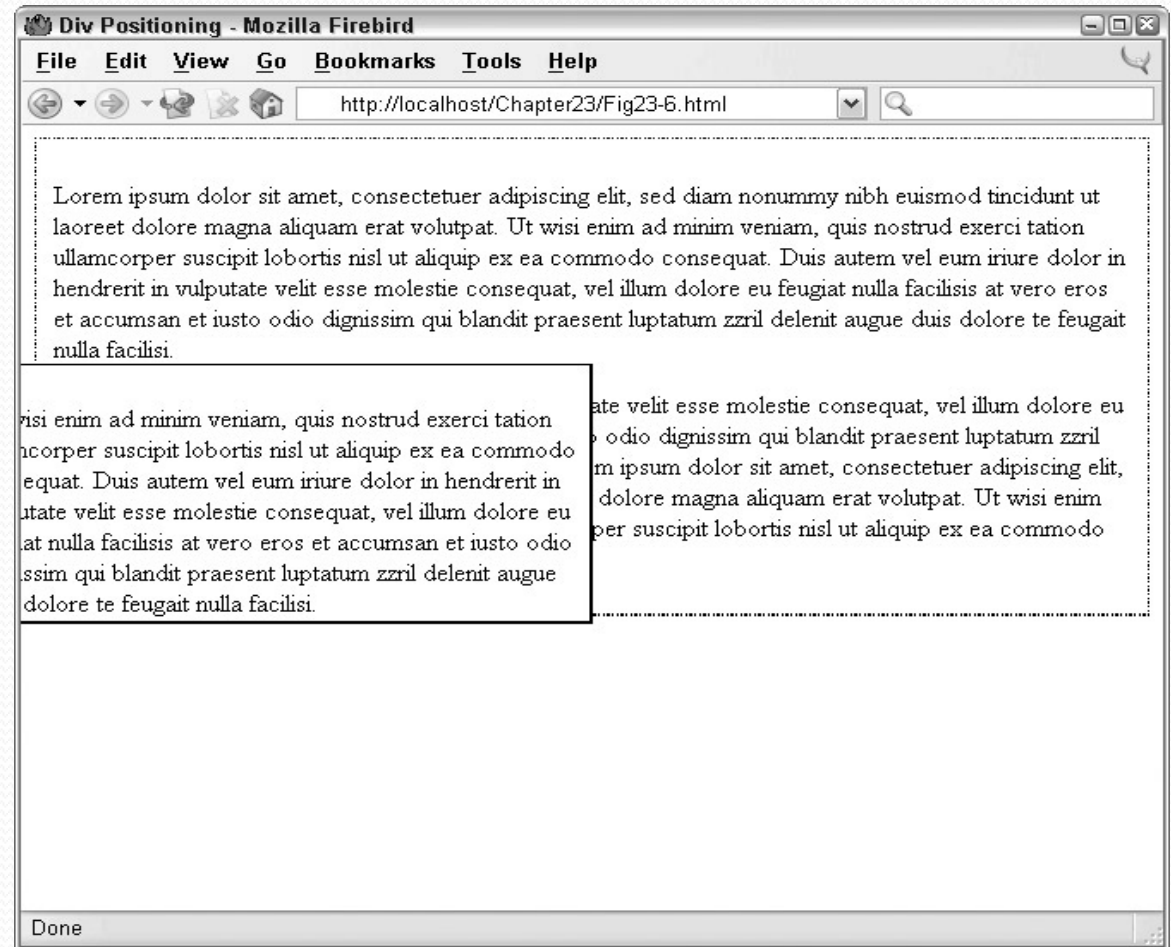 Div Positioning - Mozilla Firebird
File Edit View Go Bookmarks Tools Help
http://localhost/Chapter23/Fig23-6.html
Lorem ipsum dolor sit amet, consectetuer adipiscing elit, sed diam nonummy nibh euismod tincidunt ut
laoreet dolore magna aliquam erat volutpat. Ut wisi enim ad minim veniam, quis nostrud exerci tation
ullamcorper suscipit lobortis nisl ut aliquip ex ea commodo consequat. Duis autem vel eum iriure dolor in
hendrerit in vulputate velit esse molestie consequat, vel illum dolore eu feugiat nulla facilisis at vero eros
et accumsan et iusto odio dignissim qui blandit praesent luptatum zzril delenit augue duis dolore te feugait
nulla facilisi.
enim ad minim veniam, quis nostrud exerci tation
corper suscipit lobortis nisl ut aliquip ex ea commodo
equat. Duis autem vel eum iriure dolor in hendrerit in
utate velit esse molestie consequat, vel illum dolore eu
at nulla facilisis at vero eros et accumsan et iusto odio
ssim qui blandit praesent luptatum zzril delenit augue
dolore te feugait nulla facilisi.
ate velit esse molestie consequat, vel illum dolore eu
odio dignissim qui blandit praesent luptatum zzril
m ipsum dolor sit amet, consectetuer adipiscing elit,
dolore magna aliquam erat volutpat. Ut wisi enim
per suscipit lobortis nisl ut aliquip ex ea commodo
Done